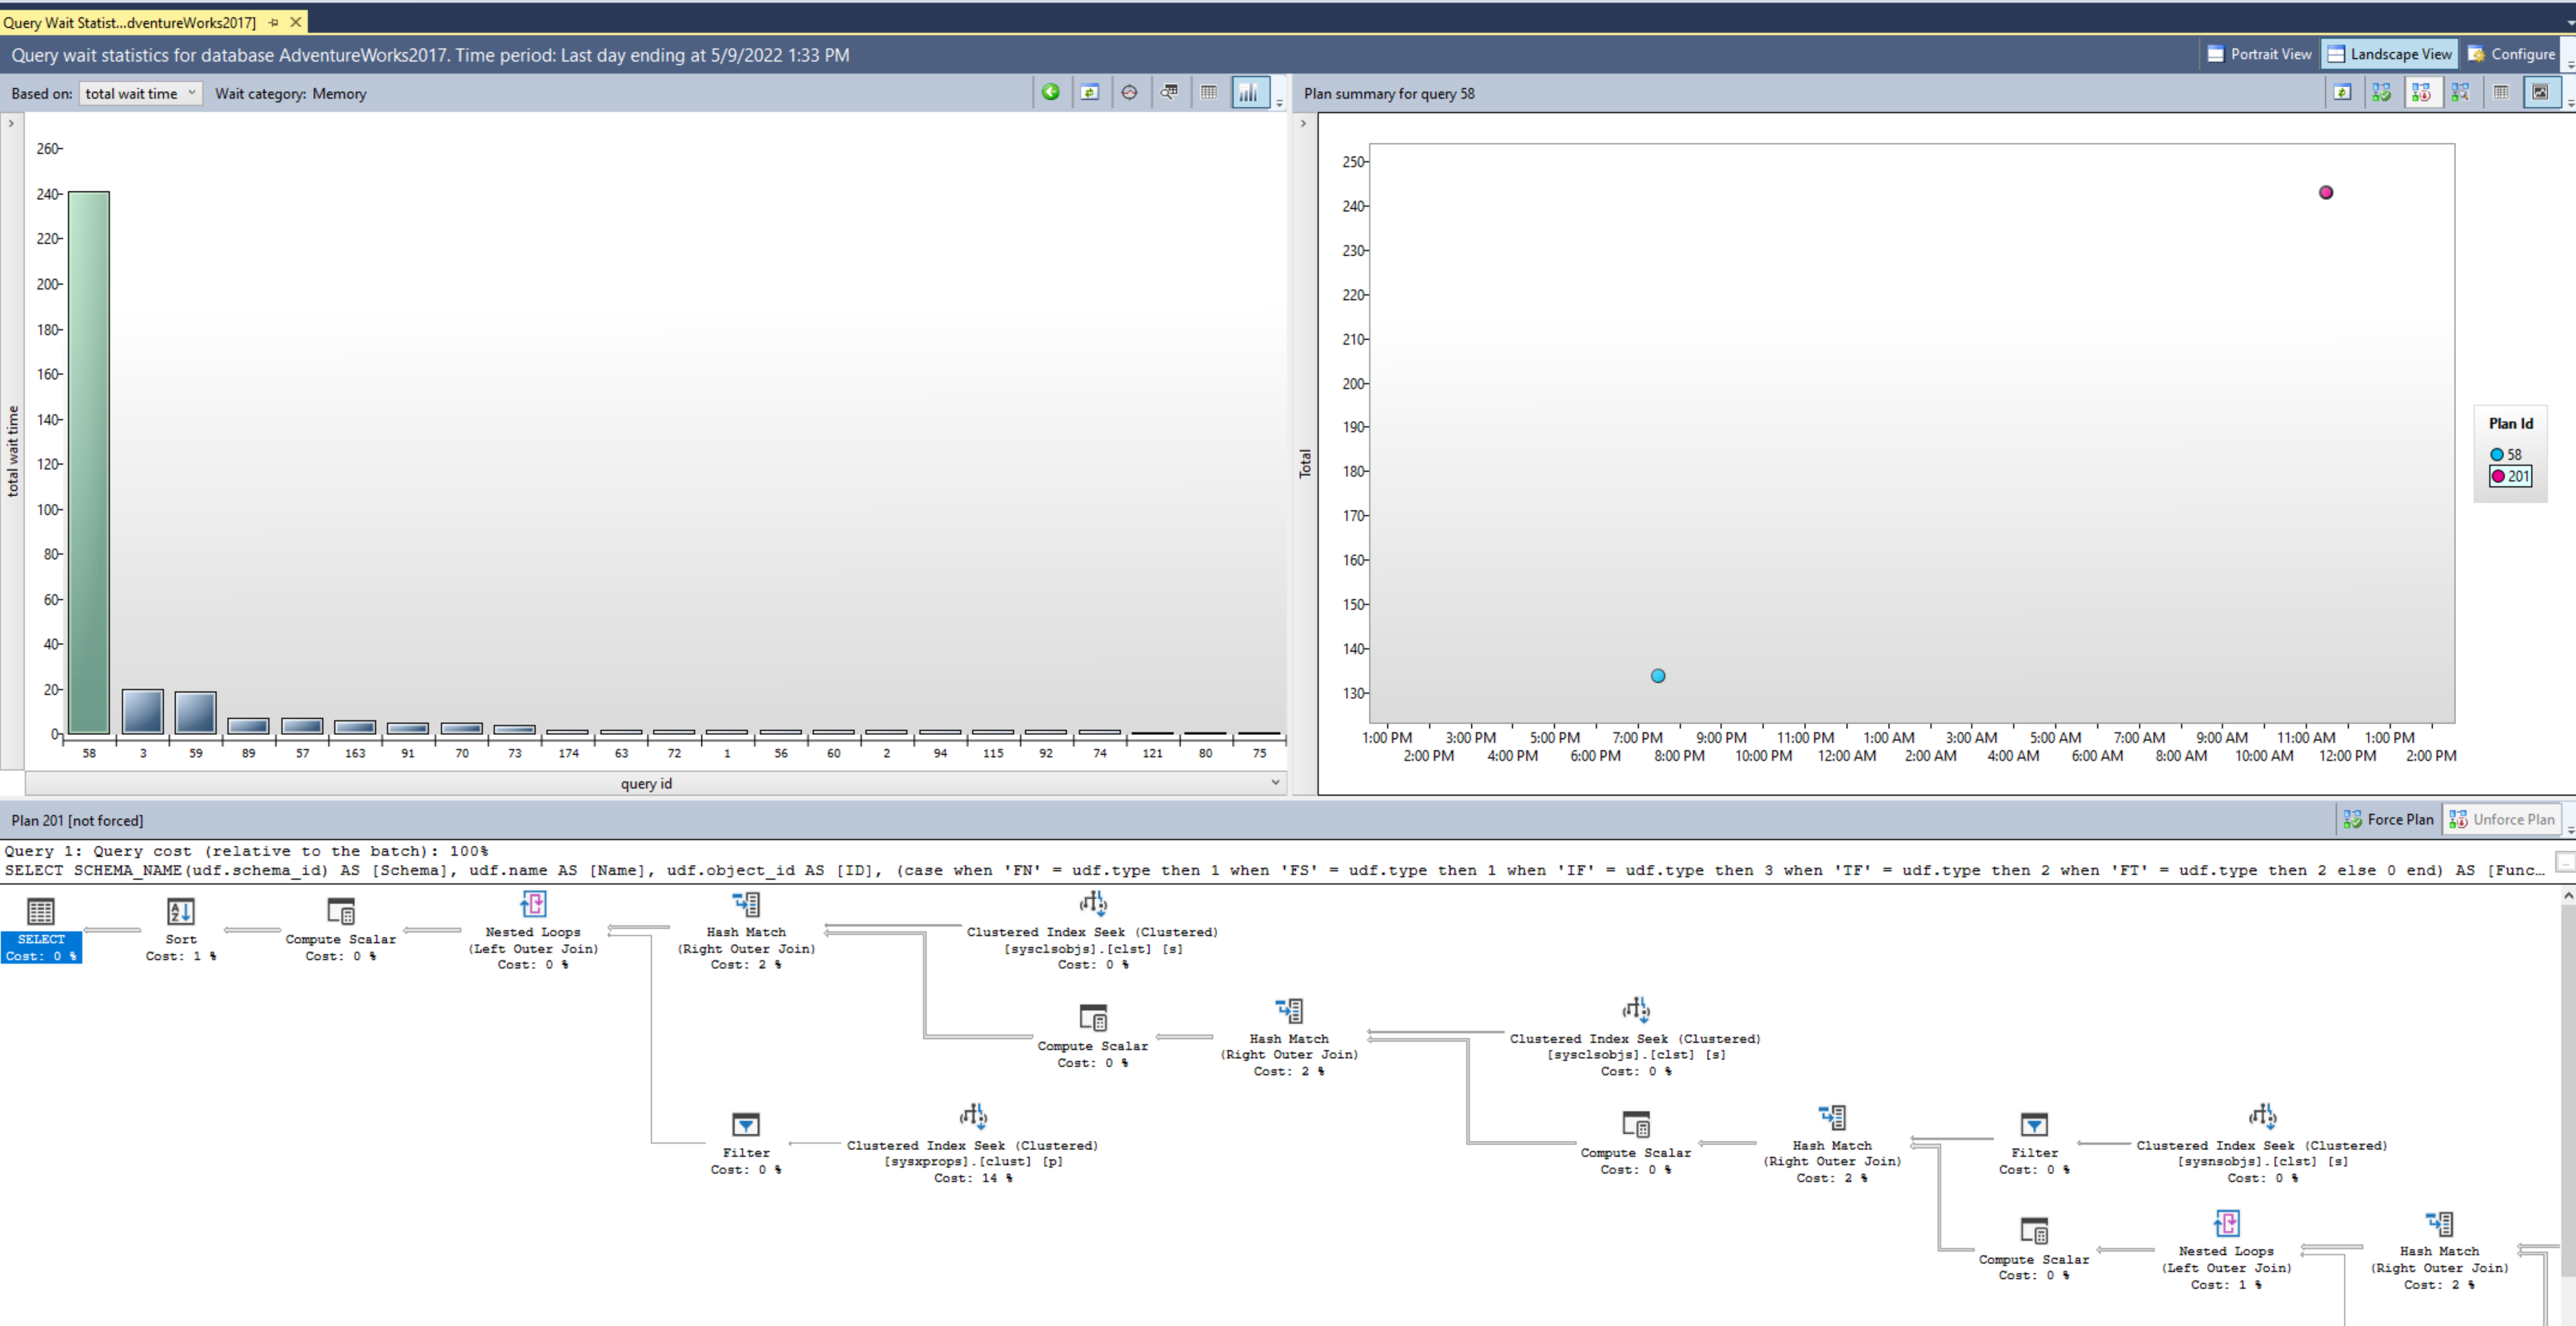 Query Wait Statist...dventureWorks2017]
Query wait statistics for database AdventureWorks2017. Time period: Last day ending at 5/9/2022 1:33 PM
Portrait View Landscape View Configure
Based on: total wait time Wait category: Memory
Plan summary for query 58
260
240
220
200
180
160
140
120
100
80
60
40
20
0
total wait time
58 3 59 89 57 163 91 70 73 174 63 72 1 56 60 2 94 115 92 74 121 80 75
query id
250
240
230
220
210
200
190
180
170
160
150
140
130
Total
1:00 PM 3:00 PM 5:00 PM 7:00 PM 9:00 PM 11:00 PM 1:00 AM 3:00 AM 5:00 AM 7:00 AM 9:00 AM 11:00 AM 1:00 PM
2:00 PM 4:00 PM 6:00 PM 8:00 PM 10:00 PM 12:00 AM 2:00 AM 4:00 AM 6:00 AM 8:00 AM 10:00 AM 12:00 PM 2:00 PM
Plan Id
58
201
Plan 201 [not forced]
Force Plan Unforce Plan
Query 1: Query cost (relative to the batch): 100%
SELECT SCHEMA_NAME(udf.schema_id) AS [Schema], udf.name AS [Name], udf.object_id AS [ID], (case when 'FN' = udf.type then 1 when 'FS' = udf.type then 1 when 'IF' = udf.type then 3 when 'TF' = udf.type then 2 when 'FT' = udf.type then 2 else 0 end) AS [Func...
SELECT
Cost: 0 %
Sort
Cost: 1 %
Compute Scalar
Cost: 0 %
Nested Loops
(Left Outer Join)
Cost: 0 %
Hash Match
(Right Outer Join)
Cost: 2 %
Clustered Index Seek (Clustered)
[sysclsobjs].[clst] [s]
Cost: 0 %
Compute Scalar
Cost: 0 %
Hash Match
(Right Outer Join)
Cost: 2 %
Clustered Index Seek (Clustered)
[sysclsobjs].[clst] [s]
Cost: 0 %
Filter
Cost: 0 %
Clustered Index Seek (Clustered)
[sysxprops].[clust] [p]
Cost: 14 %
Compute Scalar
Cost: 0 %
Hash Match
(Right Outer Join)
Cost: 2 %
Filter
Cost: 0 %
Clustered Index Seek (Clustered)
[sysnsobjs].[clst] [s]
Cost: 0 %
Compute Scalar
Cost: 0 %
Nested Loops
(Left Outer Join)
Cost: 1 %
Hash Match
(Right Outer Join)
Cost: 2 %